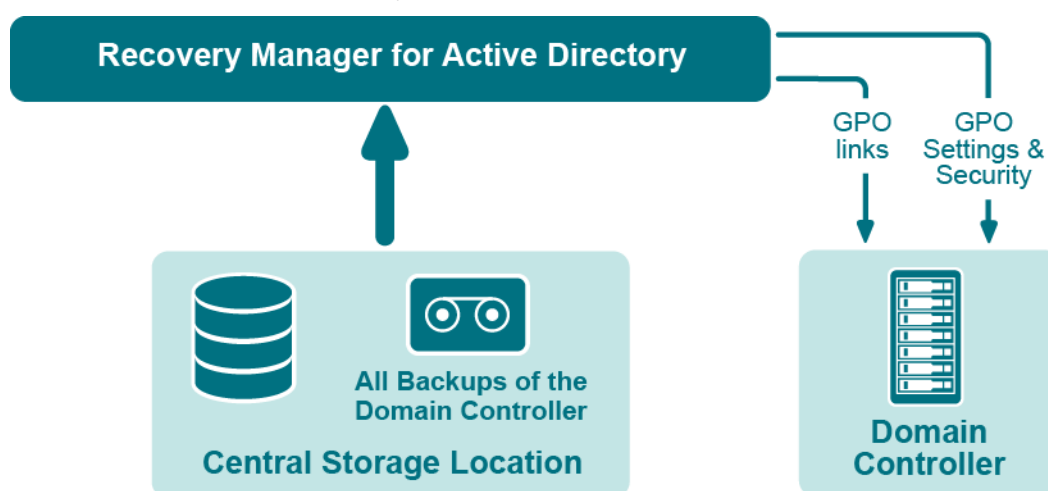 Recovery Manager for Active Directory
GPO
links
GPO
Settings &
Security
All Backups of the
Domain Controller
Central Storage Location
Domain
Controller